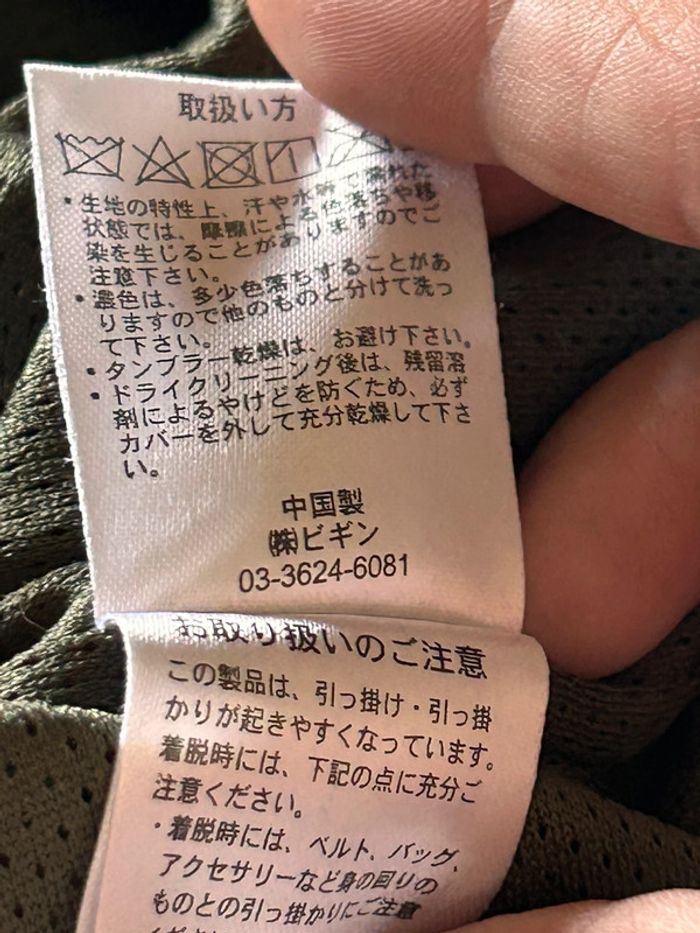 取扱い方
・生地の特性上、汗や水等で濡れた
状態では、摩擦による色落ちや移
染を生じることがありますのでご
注意下さい。
・濃色は、多少色落ちすることがあ
りますので他のものと分けて洗っ
て下さい。
・タンブラー乾燥は、お避け下さい。
・ドライクリーニング後は、残留溶
剤によるやけどを防ぐため、必ず
カバーを外して充分乾燥して下さ
い。
中国製
㈱ビギン
03-3624-6081
お取り扱いのご注意
この製品は、引っ掛け・引っ掛
かりが起きやすくなっています。
着脱時には、下記の点に充分ご
注意ください。
・着脱時には、ベルト、バッグ、
アクセサリーなど身の回りの
ものとの引っ掛かりにご注意